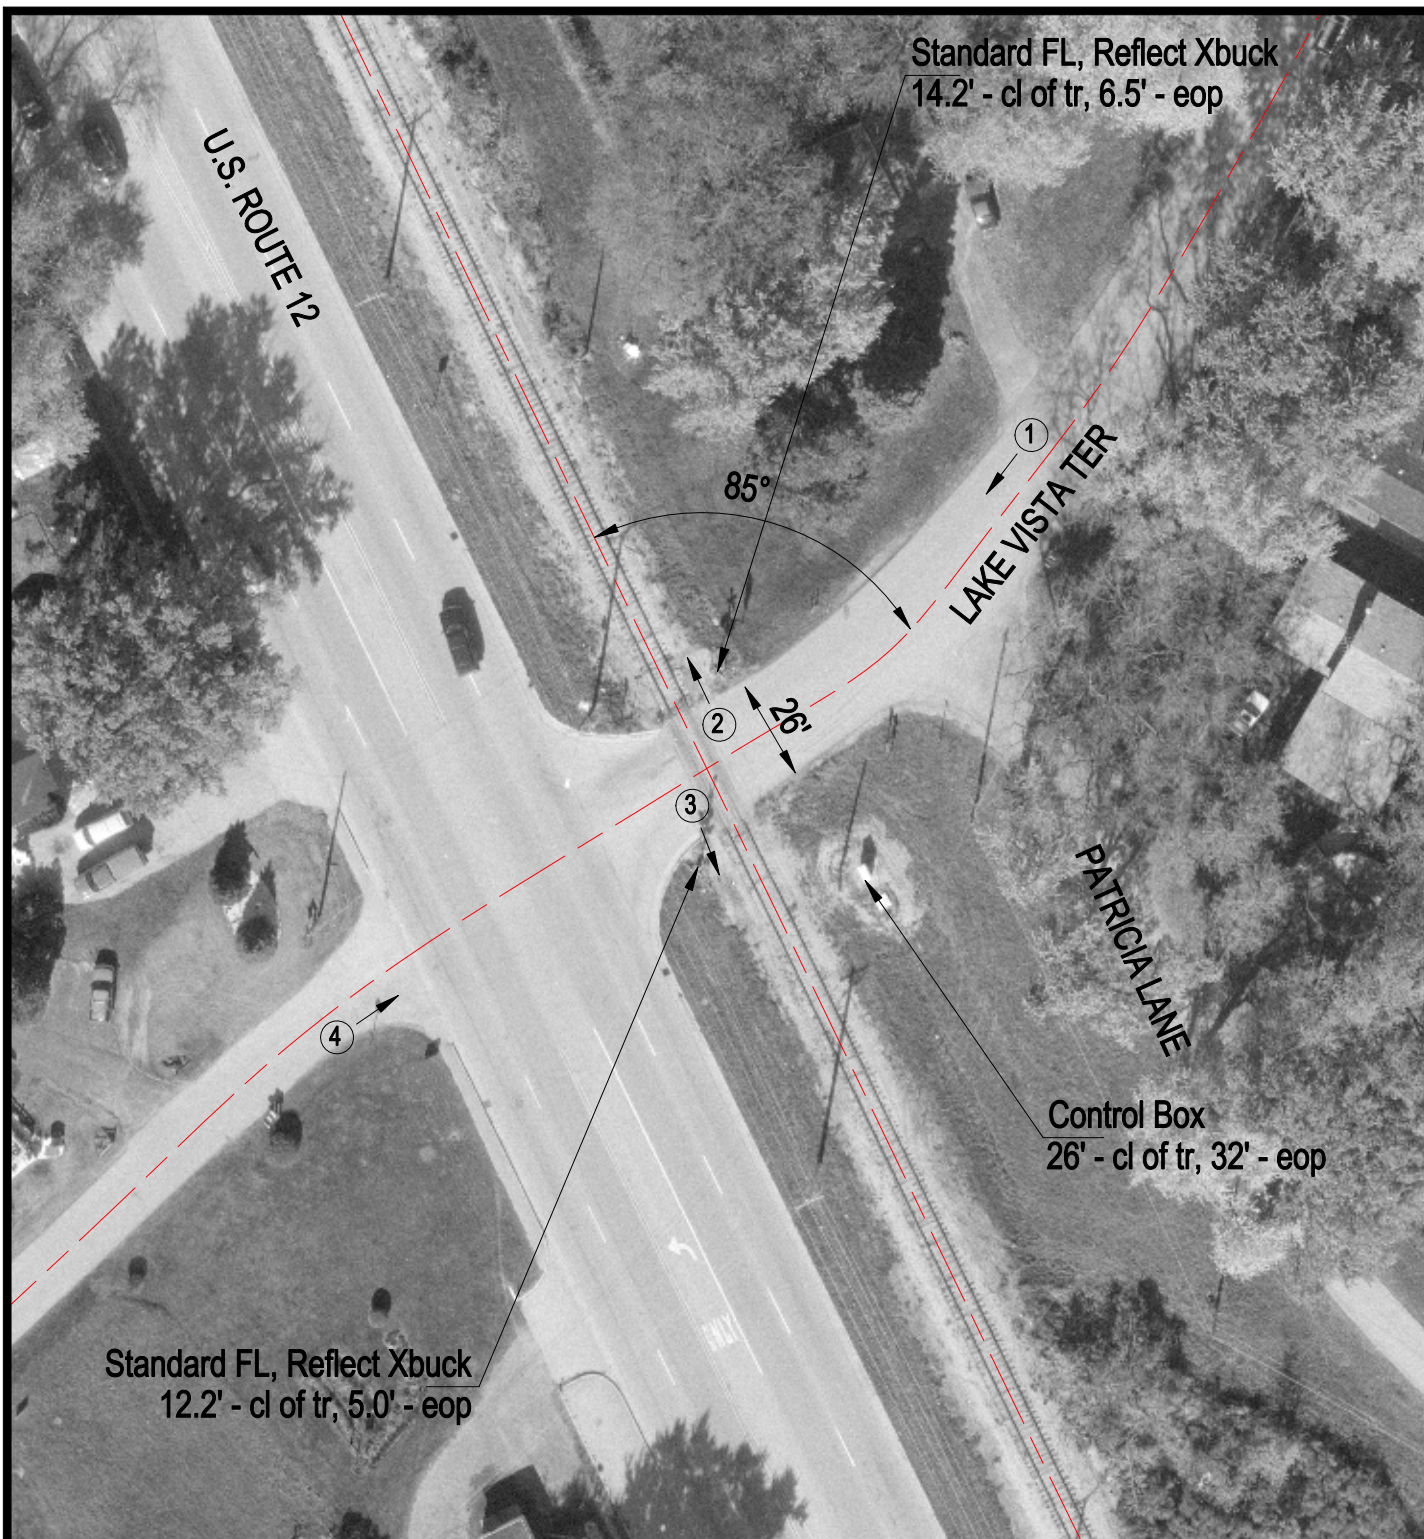 Standard FL, Reflect Xbuck
14.2' - cl of tr, 6.5' - eop
U.S. ROUTE 12
1
85°
LAKE VISTA TER
26'
2
3
PATRICIA LANE
4
Control Box
26' - cl of tr, 32' - eop
ONLY
Standard FL, Reflect Xbuck
12.2' - cl of tr, 5.0' - eop